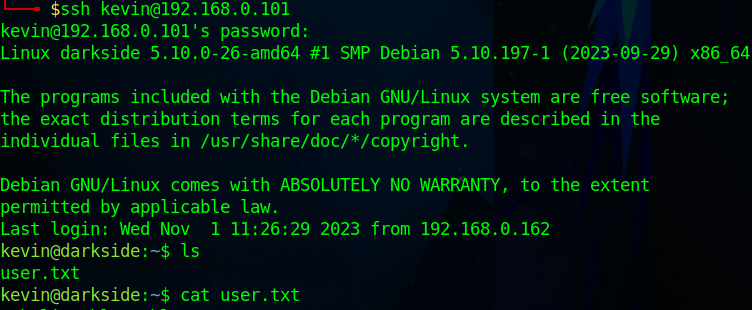 $ssh kevin@192.168.0.101
kevin@192.168.0.101's password:
Linux darkside 5.10.0-26-amd64 #1 SMP Debian 5.10.197-1 (2023-09-29) x86_64
The programs included with the Debian GNU/Linux system are free software;
the exact distribution terms for each program are described in the
individual files in /usr/share/doc/*/copyright.
Debian GNU/Linux comes with ABSOLUTELY NO WARRANTY, to the extent
permitted by applicable law.
Last login: Wed Nov  1 11:26:29 2023 from 192.168.0.162
kevin@darkside:~$ ls
user.txt
kevin@darkside:~$ cat user.txt